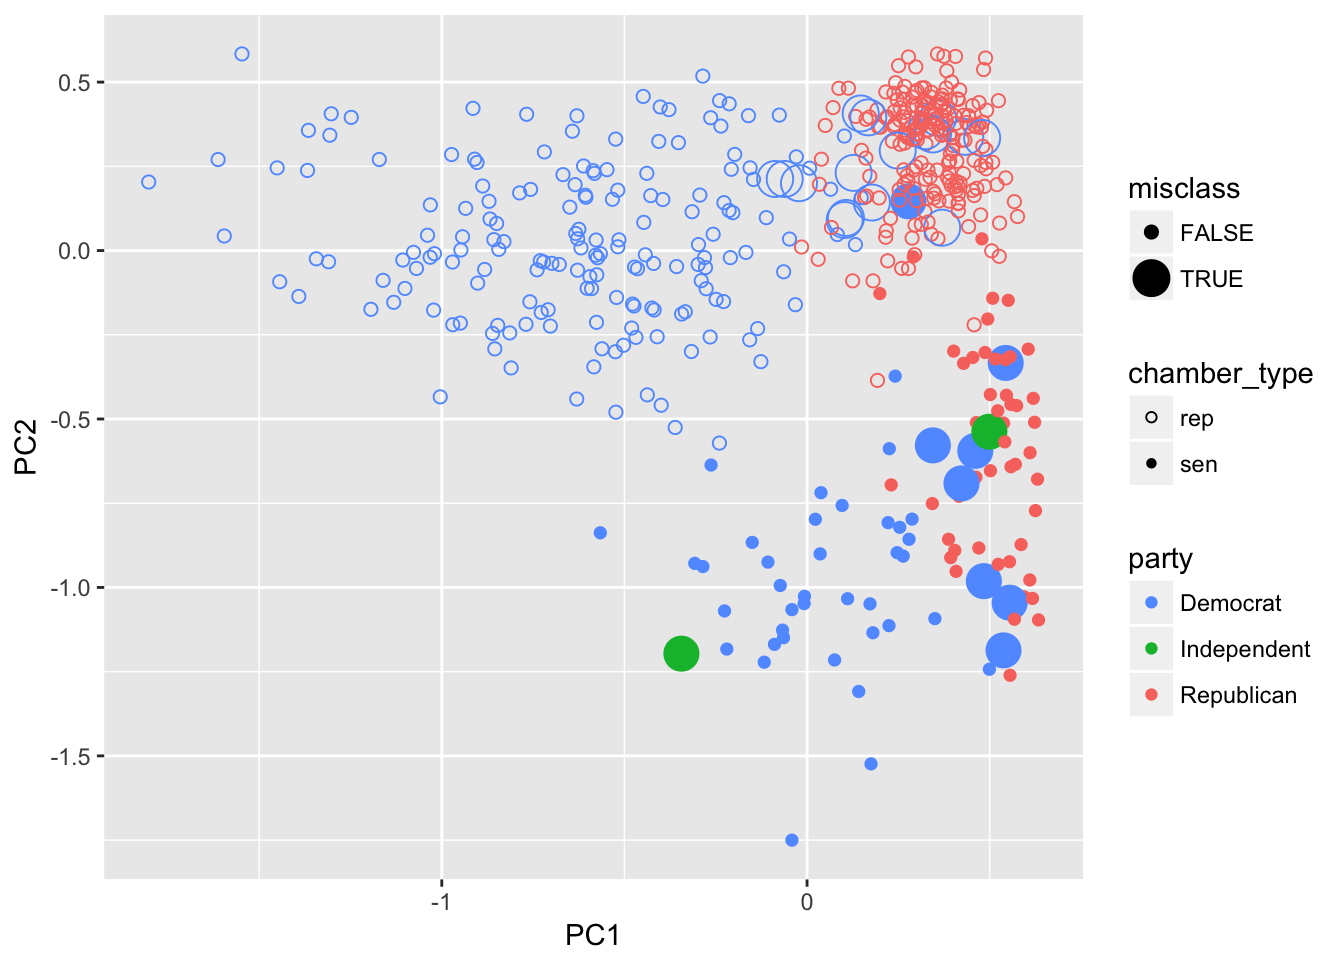 0.5
0.0
-0.5
-1.0
-1.5
PC2
-1
0
PC1
misclass
FALSE
TRUE
chamber_type
rep
sen
party
Democrat
Independent
Republican